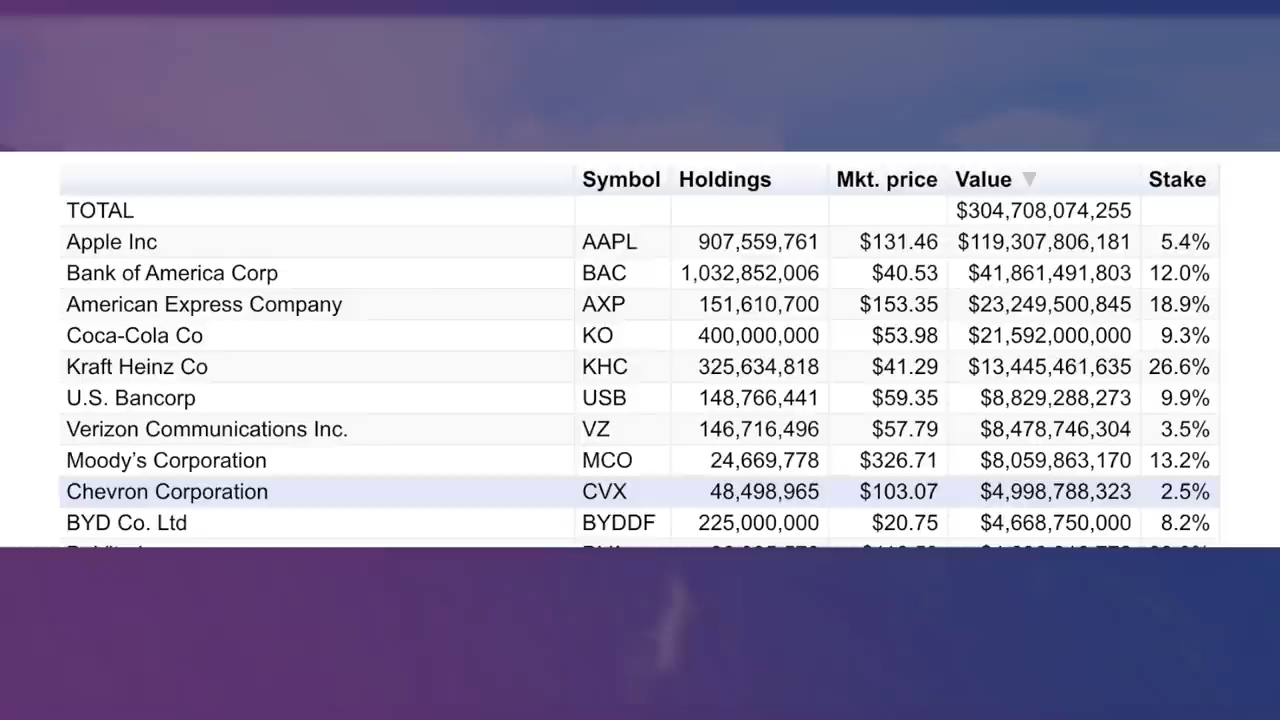 Symbol Holdings Mkt. price Value ▼ Stake
TOTAL $304,708,074,255
Apple Inc AAPL 907,559,761 $131.46 $119,307,806,181 5.4%
Bank of America Corp BAC 1,032,852,006 $40.53 $41,861,491,803 12.0%
American Express Company AXP 151,610,700 $153.35 $23,249,500,845 18.9%
Coca-Cola Co KO 400,000,000 $53.98 $21,592,000,000 9.3%
Kraft Heinz Co KHC 325,634,818 $41.29 $13,445,461,635 26.6%
U.S. Bancorp USB 148,766,441 $59.35 $8,829,288,273 9.9%
Verizon Communications Inc. VZ 146,716,496 $57.79 $8,478,746,304 3.5%
Moody’s Corporation MCO 24,669,778 $326.71 $8,059,863,170 13.2%
Chevron Corporation CVX 48,498,965 $103.07 $4,998,788,323 2.5%
BYD Co. Ltd BYDDF 225,000,000 $20.75 $4,668,750,000 8.2%